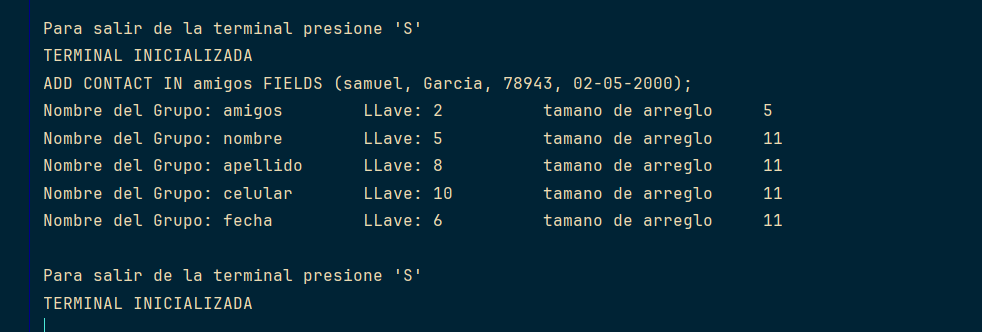 Para salir de la terminal presione 'S'
TERMINAL INICIALIZADA
ADD CONTACT IN amigos FIELDS (samuel, Garcia, 78943, 02-05-2000);
Nombre del Grupo: amigos LLave: 2 tamano de arreglo 5
Nombre del Grupo: nombre LLave: 5 tamano de arreglo 11
Nombre del Grupo: apellido LLave: 8 tamano de arreglo 11
Nombre del Grupo: celular LLave: 10 tamano de arreglo 11
Nombre del Grupo: fecha LLave: 6 tamano de arreglo 11
Para salir de la terminal presione 'S'
TERMINAL INICIALIZADA